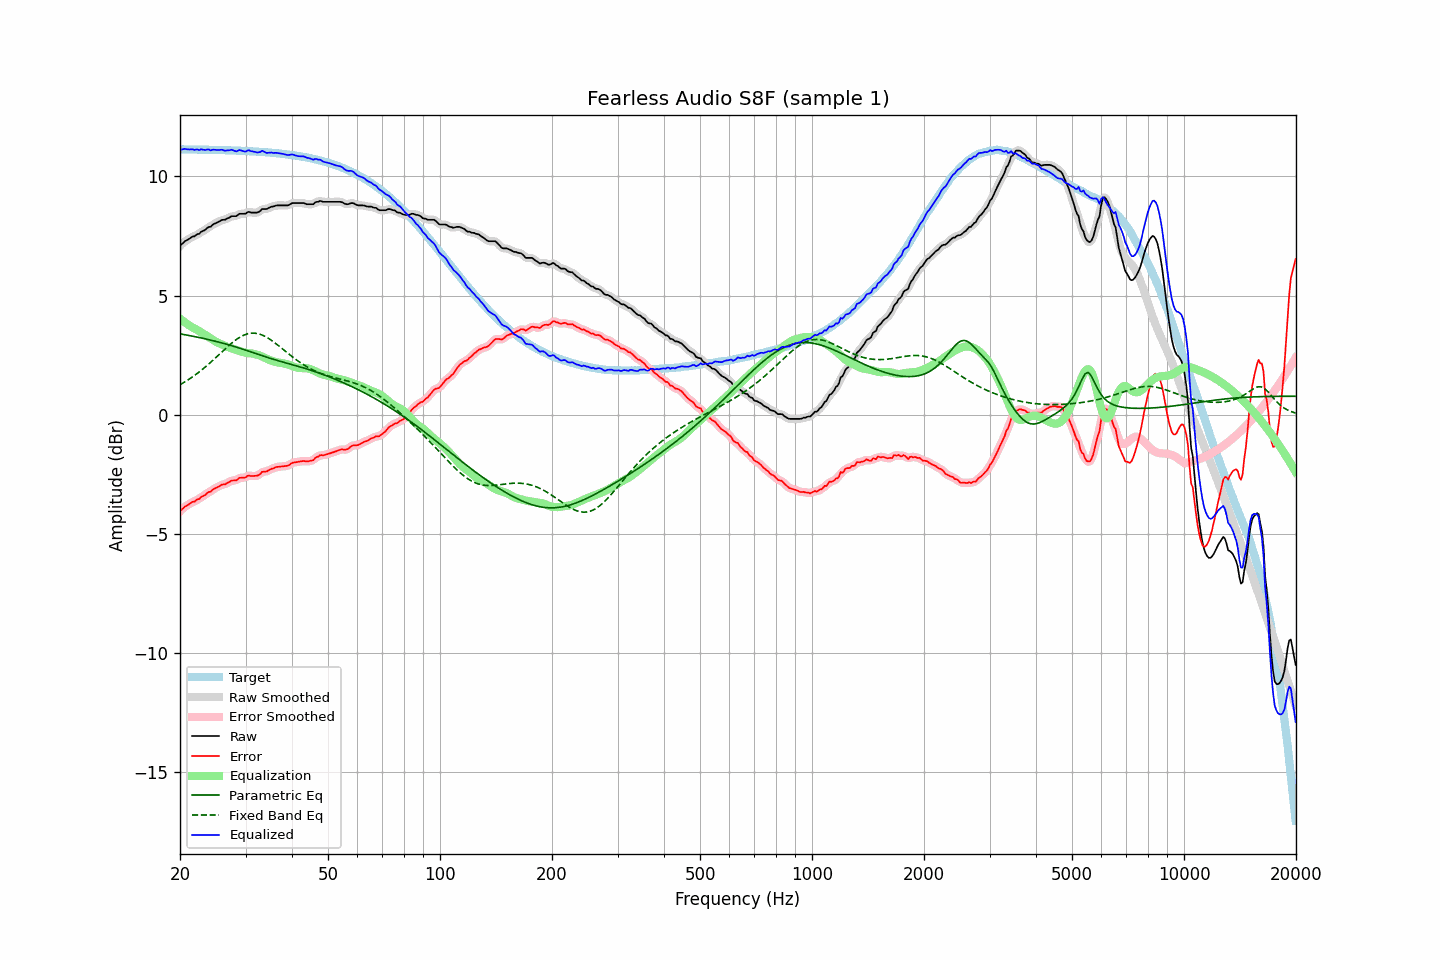 Fearless Audio S8F (sample 1)
Amplitude (dBr)
10
5
0
−5
−10
−15
Target
Raw Smoothed
Error Smoothed
Raw
Error
Equalization
Parametric Eq
Fixed Band Eq
Equalized
20 50 100 200 500 1000 2000 5000 10000 20000
Frequency (Hz)